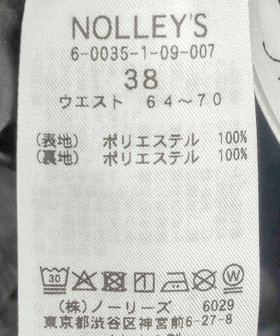 NOLLEY'S
6-0035-1-09-007
38
ウエスト 64～70
(表地) ポリエステル 100%
(裏地) ポリエステル 100%
30
W
(株)ノーリーズ 6029
東京都渋谷区神宮前6-27-8